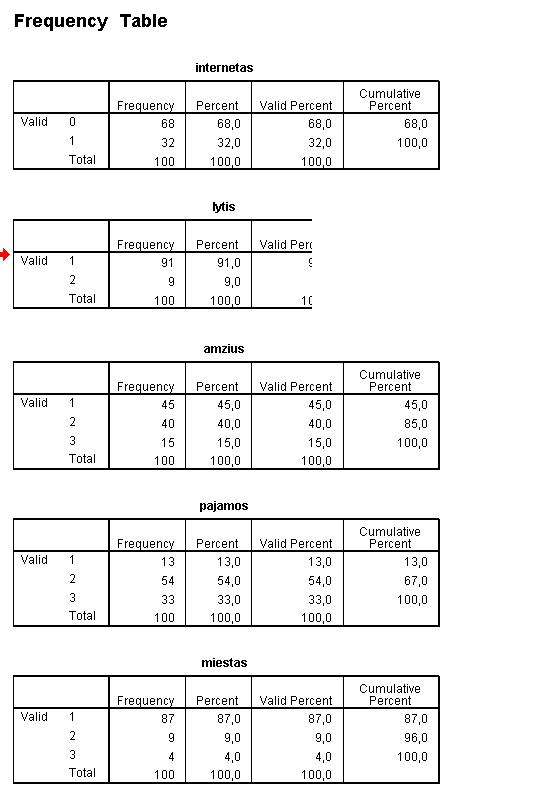 Frequency Table
internetas
Frequency Percent Valid Percent Cumulative Percent
Valid 0 68 68,0 68,0 68,0
1 32 32,0 32,0 100,0
Total 100 100,0 100,0
lytis
Frequency Percent Valid
Valid 1 91 91,0
2 9 9,0
Total 100 100,0
amzius
Frequency Percent Valid Percent Cumulative Percent
Valid 1 45 45,0 45,0 45,0
2 40 40,0 40,0 85,0
3 15 15,0 15,0 100,0
Total 100 100,0 100,0
pajamos
Frequency Percent Valid Percent Cumulative Percent
Valid 1 13 13,0 13,0 13,0
2 54 54,0 54,0 67,0
3 33 33,0 33,0 100,0
Total 100 100,0 100,0
miestas
Frequency Percent Valid Percent Cumulative Percent
Valid 1 87 87,0 87,0 87,0
2 9 9,0 9,0 96,0
3 4 4,0 4,0 100,0
Total 100 100,0 100,0